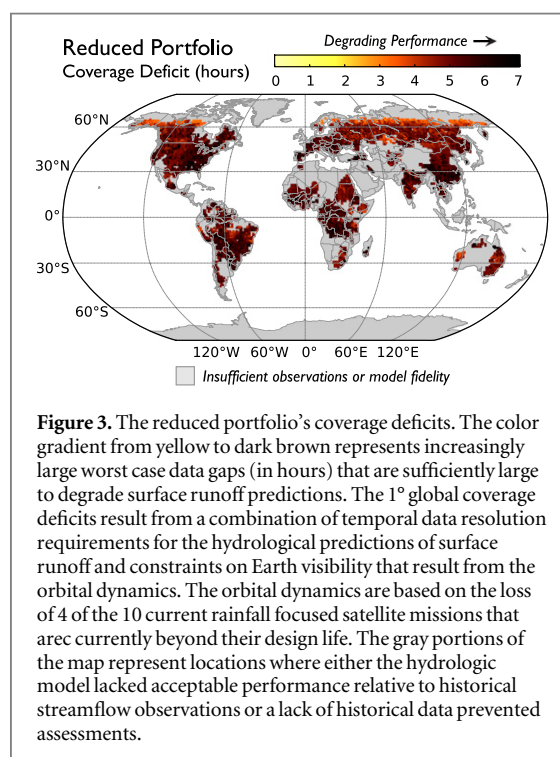 Reduced Portfolio
Coverage Deficit (hours)
Degrading Performance →
0 1 2 3 4 5 6 7
60°N
30°N
0°
30°S
60°S
120°W 60°W 0° 60°E 120°E
Insufficient observations or model fidelity
Figure 3. The reduced portfolio's coverage deficits. The color
gradient from yellow to dark brown represents increasingly
large worst case data gaps (in hours) that are sufficiently large
to degrade surface runoff predictions. The 1° global coverage
deficits result from a combination of temporal data resolution
requirements for the hydrological predictions of surface
runoff and constraints on Earth visibility that result from the
orbital dynamics. The orbital dynamics are based on the loss
of 4 of the 10 current rainfall focused satellite missions that
arec currently beyond their design life. The gray portions of
the map represent locations where either the hydrologic
model lacked acceptable performance relative to historical
streamflow observations or a lack of historical data prevented
assessments.